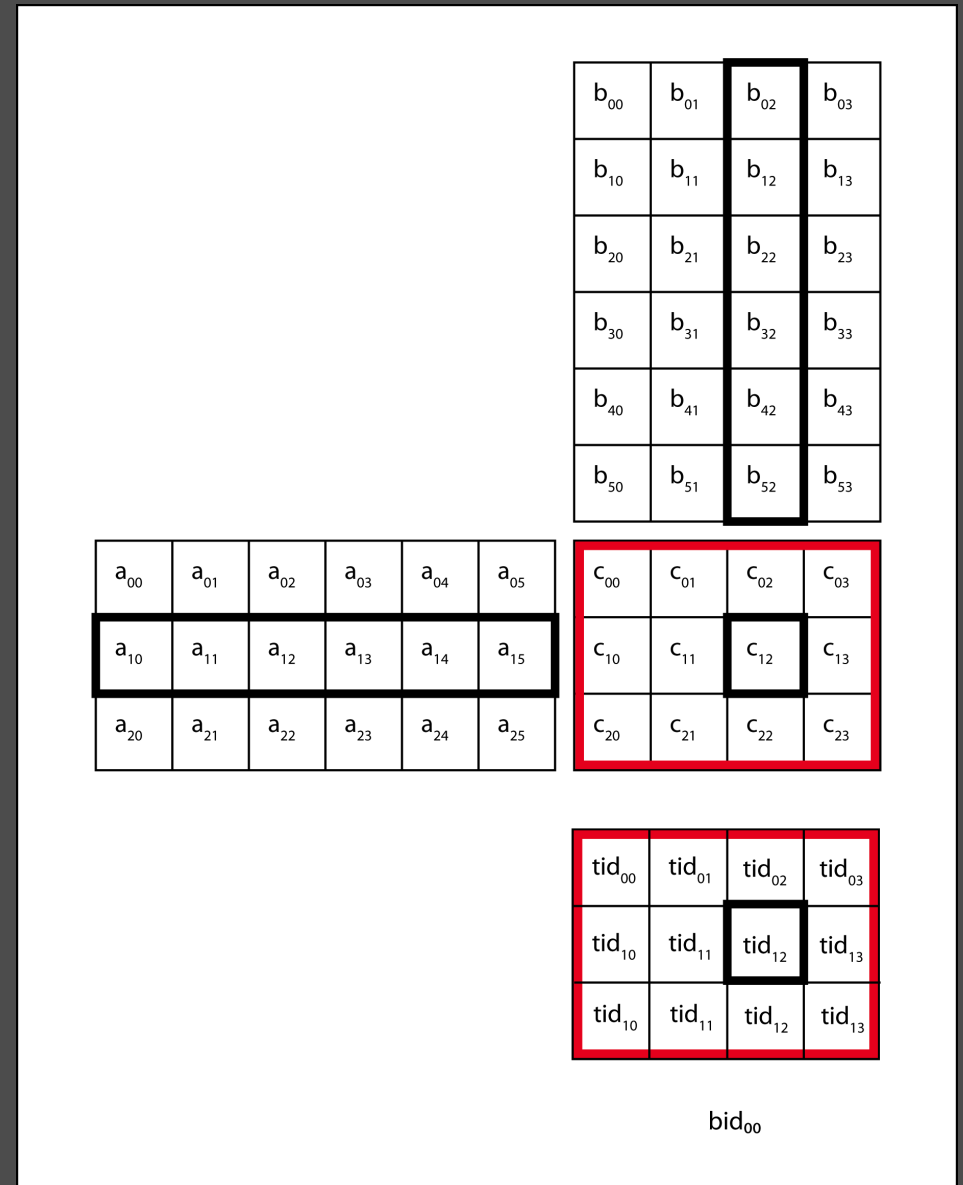 b00 b01 b02 b03
b10 b11 b12 b13
b20 b21 b22 b23
b30 b31 b32 b33
b40 b41 b42 b43
b50 b51 b52 b53
a00 a01 a02 a03 a04 a05 c00 c01 c02 c03
a10 a11 a12 a13 a14 a15 c10 c11 c12 c13
a20 a21 a22 a23 a24 a25 c20 c21 c22 c23
tid00 tid01 tid02 tid03
tid10 tid11 tid12 tid13
tid10 tid11 tid12 tid13
bid00